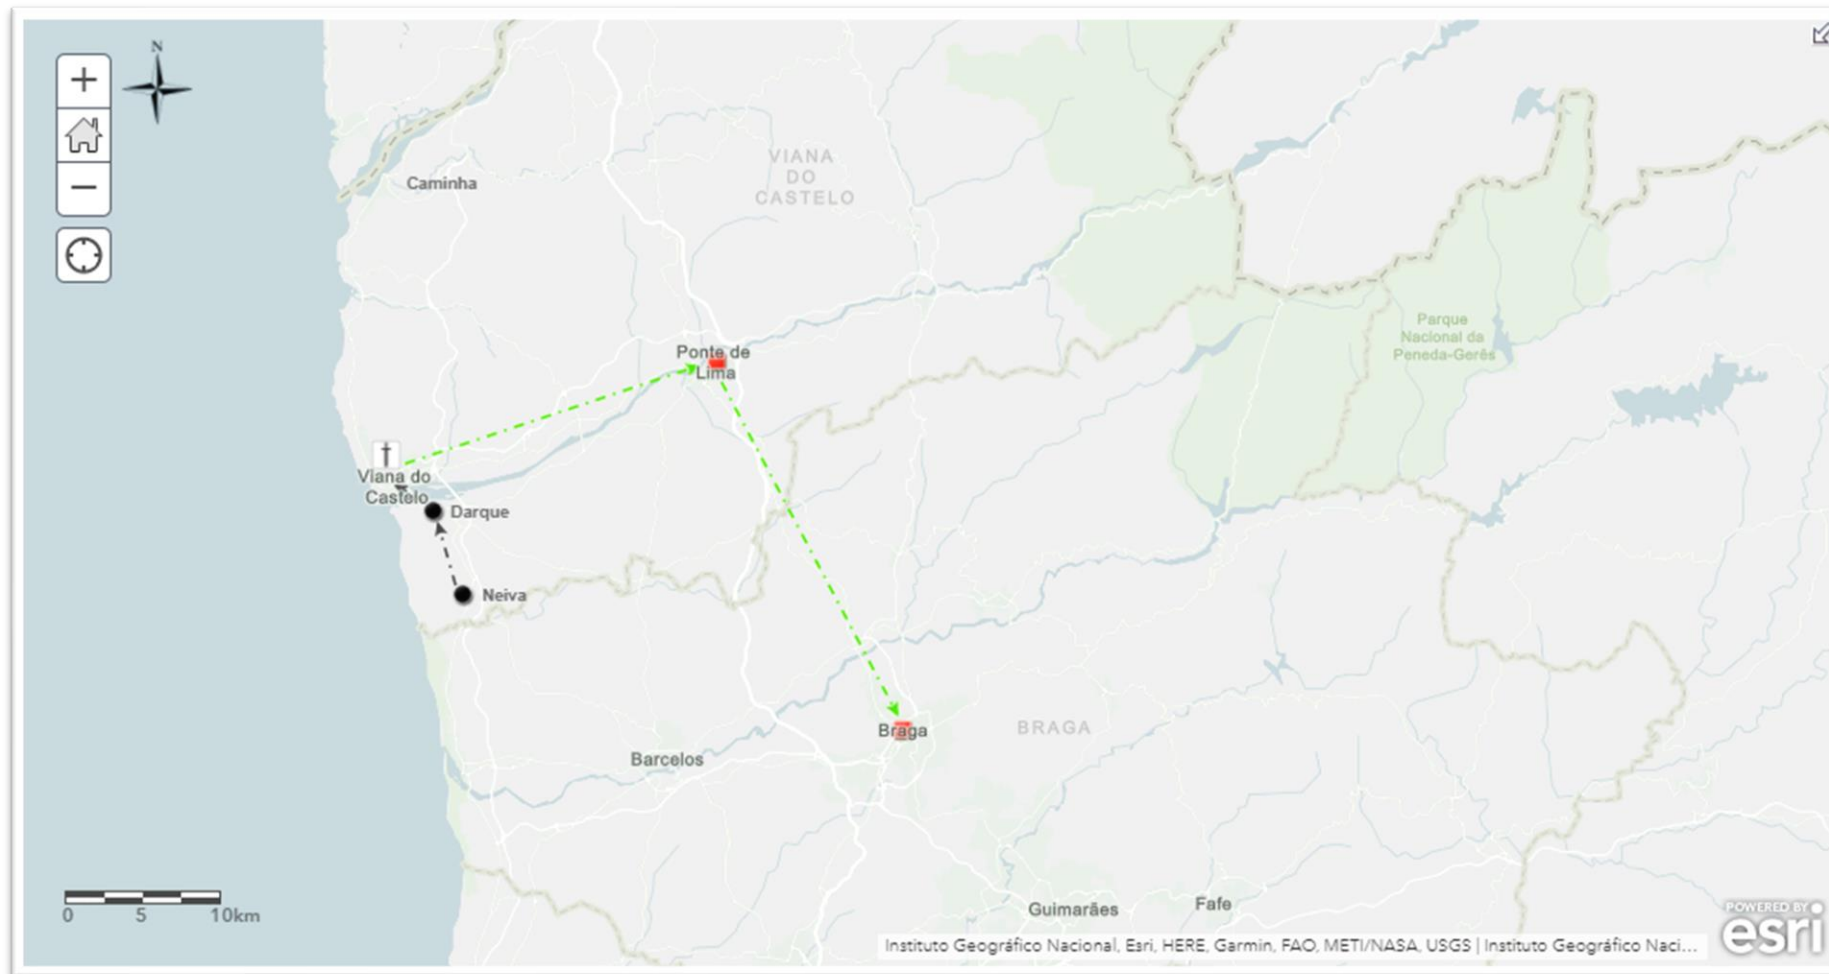 N
+
−
Caminha
VIANA
DO
CASTELO
Parque
Nacional da
Peneda-Gerês
Ponte de
Lima
†
Viana do
Castelo
Darque
Neiva
Braga
BRAGA
Barcelos
0 5 10km
Guimarães
Fafe
POWERED BY
esri
Instituto Geográfico Nacional, Esri, HERE, Garmin, FAO, METI/NASA, USGS | Instituto Geográfico Naci...